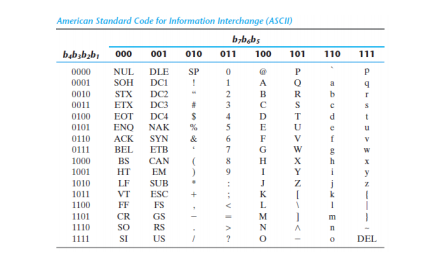 American Standard Code for Information Interchange (ASCII)
b7b6b5
b4b3b2b1 000 001 010 011 100 101 110 111
0000 NUL DLE SP 0 @ P ` p
0001 SOH DC1 ! 1 A Q a q
0010 STX DC2 " 2 B R b r
0011 ETX DC3 # 3 C S c s
0100 EOT DC4 $ 4 D T d t
0101 ENQ NAK % 5 E U e u
0110 ACK SYN & 6 F V f v
0111 BEL ETB ' 7 G W g w
1000 BS CAN ( 8 H X h x
1001 HT EM ) 9 I Y i y
1010 LF SUB * : J Z j z
1011 VT ESC + ; K [ k {
1100 FF FS , < L \ l |
1101 CR GS - = M ] m }
1110 SO RS . > N ^ n ~
1111 SI US / ? O – o DEL